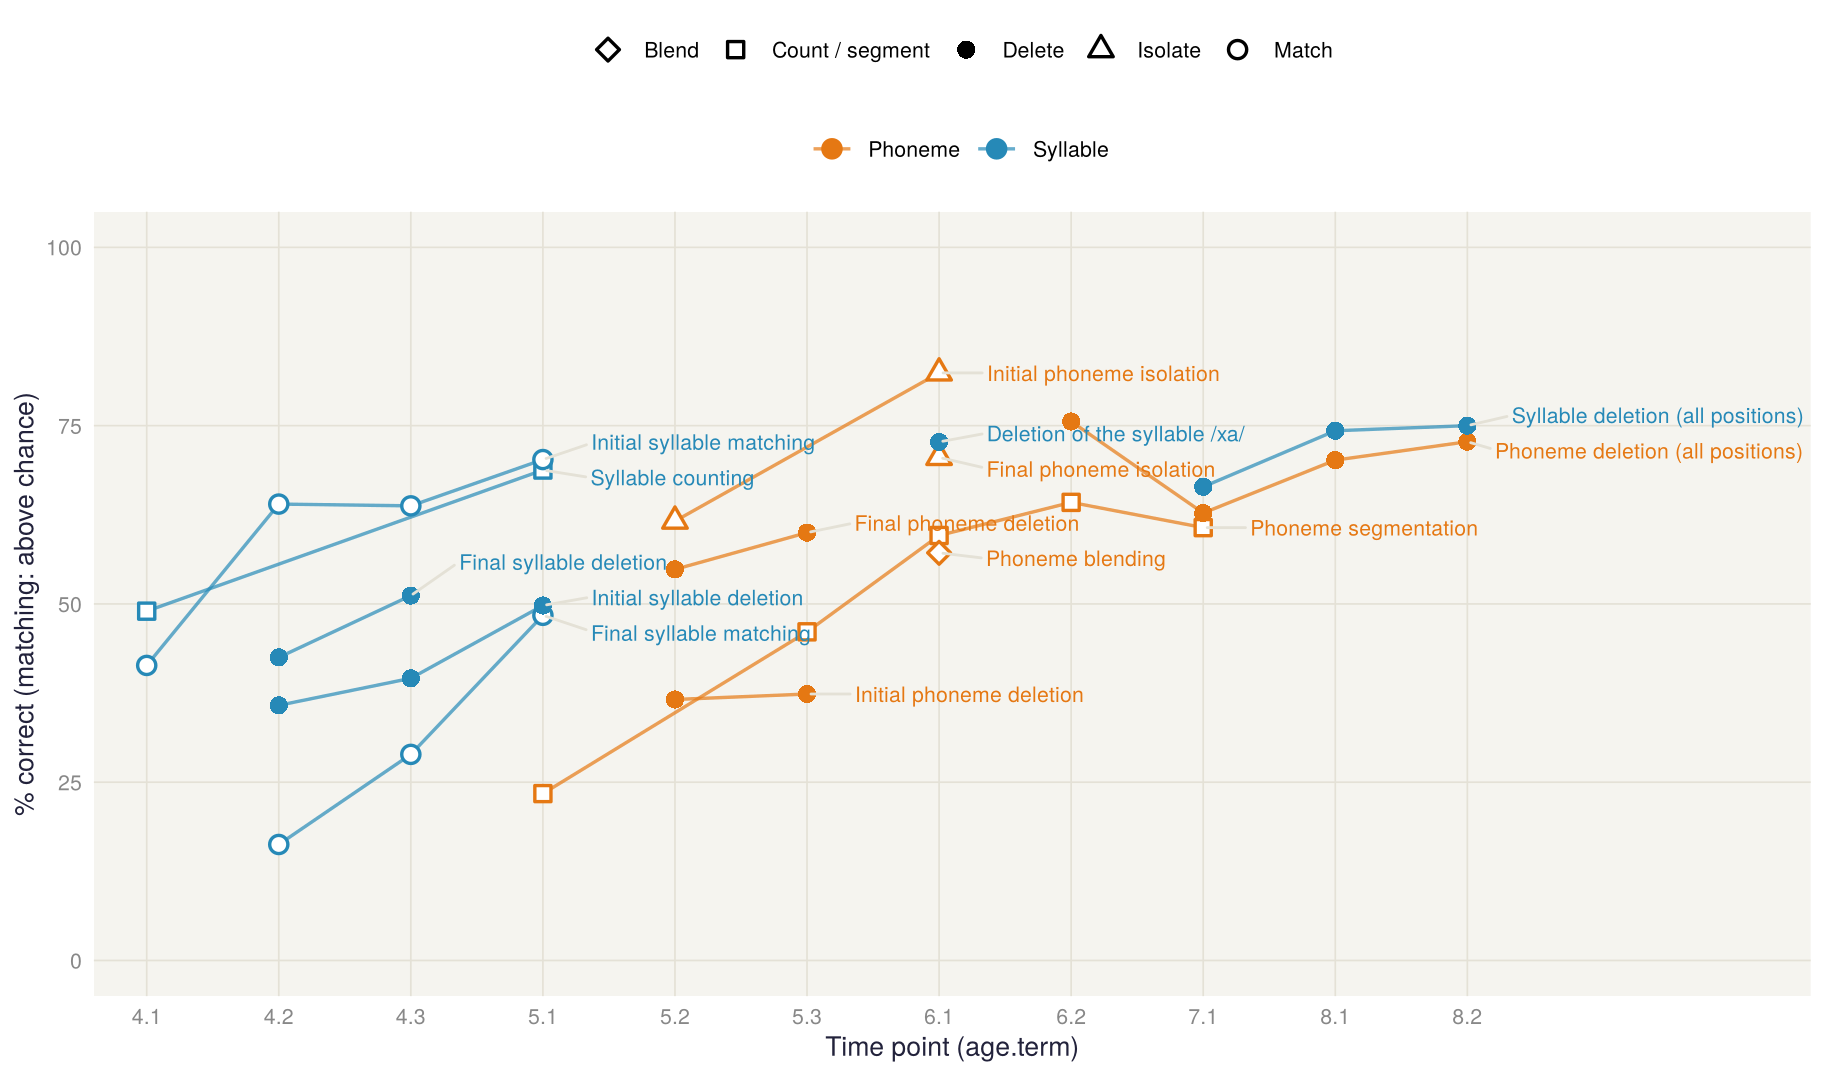 Blend Count / segment Delete Isolate Match
Phoneme Syllable
% correct (matching: above chance)
100
75
50
25
0
Initial phoneme isolation
Syllable deletion (all positions)
Deletion of the syllable /xa/
Initial syllable matching
Phoneme deletion (all positions)
Final phoneme isolation
Syllable counting
Final phoneme deletion
Phoneme segmentation
Phoneme blending
Final syllable deletion
Initial syllable deletion
Final syllable matching
Initial phoneme deletion
4.1 4.2 4.3 5.1 5.2 5.3 6.1 6.2 7.1 8.1 8.2
Time point (age.term)